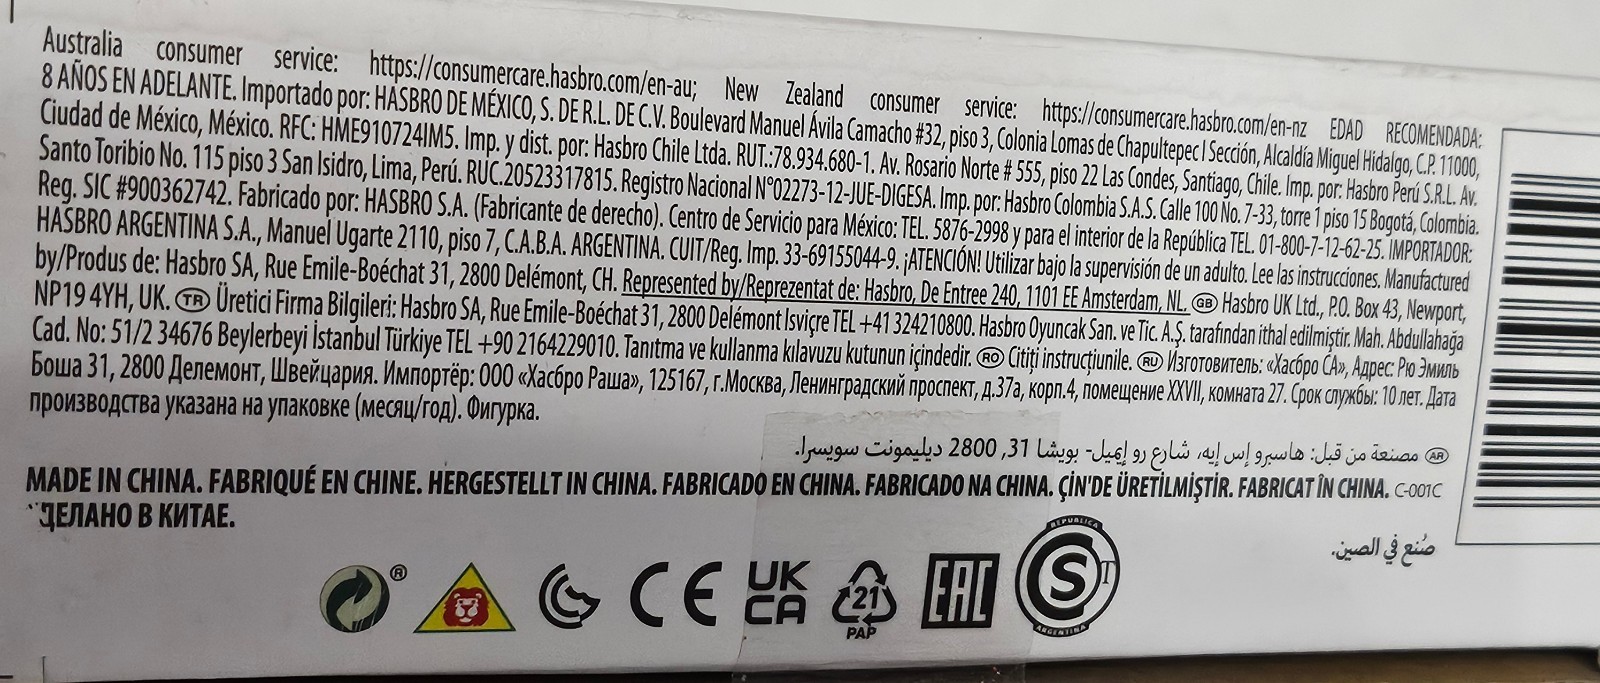 Australia consumer service: https://consumercare.hasbro.com/en-au; New Zealand consumer service: https://consumercare.hasbro.com/en-nz EDAD RECOMENDADA:
8 AÑOS EN ADELANTE. Importado por: HASBRO DE MÉXICO, S. DE R.L. DE C.V. Boulevard Manuel Ávila Camacho #32, piso 3, Colonia Lomas de Chapultepec I Sección, Alcaldía Miguel Hidalgo, C.P. 11000,
Ciudad de México, México. RFC: HME910724IM5. Imp. y dist. por: Hasbro Chile Ltda. RUT.:78.934.680-1. Av. Rosario Norte # 555, piso 22 Las Condes, Santiago, Chile. Imp. por: Hasbro Perú S.R.L. Av.
Santo Toribio No. 115 piso 3 San Isidro, Lima, Perú. RUC.20523317815. Registro Nacional N°02273-12-JUE-DIGESA. Imp. por: Hasbro Colombia S.A.S. Calle 100 No. 7-33, torre 1 piso 15 Bogotá, Colombia.
Reg. SIC #900362742. Fabricado por: HASBRO S.A. (Fabricante de derecho). Centro de Servicio para México: TEL. 5876-2998 y para el interior de la República TEL. 01-800-7-12-62-25. IMPORTADOR:
HASBRO ARGENTINA S.A., Manuel Ugarte 2110, piso 7, C.A.B.A. ARGENTINA. CUIT/Reg. Imp. 33-69155044-9. ¡ATENCIÓN! Utilizar bajo la supervisión de un adulto. Lee las instrucciones. Manufactured
by/Produs de: Hasbro SA, Rue Emile-Boéchat 31, 2800 Delémont, CH. Represented by/Reprezentat de: Hasbro, De Entree 240, 1101 EE Amsterdam, NL. GB Hasbro UK Ltd., P.O. Box 43, Newport,
NP19 4YH, UK. TR Üretici Firma Bilgileri: Hasbro SA, Rue Emile-Boéchat 31, 2800 Delémont Isviçre TEL +41 324210800. Hasbro Oyuncak San. ve Tic. A.Ş. tarafından ithal edilmiştir. Mah. Abdullahağa
Cad. No: 51/2 34676 Beylerbeyi İstanbul Türkiye TEL +90 2164229010. Tanıtma ve kullanma kılavuzu kutunun içindedir. RO Citiți instrucțiunile. RU Изготовитель: «Хасбро СА», Адрес: Рю Эмиль
Боша 31, 2800 Делемонт, Швейцария. Импортёр: ООО «Хасбро Раша», 125167, г.Москва, Ленинградский проспект, д.37а, корп.4, помещение XXVII, комната 27. Срок службы: 10 лет. Дата
производства указана на упаковке (месяц/год). Фигурка.
AR مصنعة من قبل: هاسبرو إس إيه، شارع رو إيميل- بويشا 31, 2800 ديليمونت سويسرا.
MADE IN CHINA. FABRIQUÉ EN CHINE. HERGESTELLT IN CHINA. FABRICADO EN CHINA. FABRICADO NA CHINA. ÇİN'DE ÜRETİLMİŞTİR. FABRICAT ÎN CHINA. C-001C
ДЕЛАНО В КИТАЕ.
صُنع في الصين.
® CE UK CA 21 PAP EAC REPUBLICA S T ARGENTINA